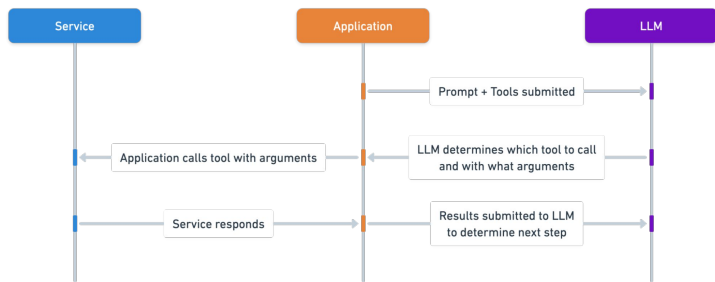 Service
Application
LLM
Prompt + Tools submitted
Application calls tool with arguments
LLM determines which tool to call
and with what arguments
Service responds
Results submitted to LLM
to determine next step